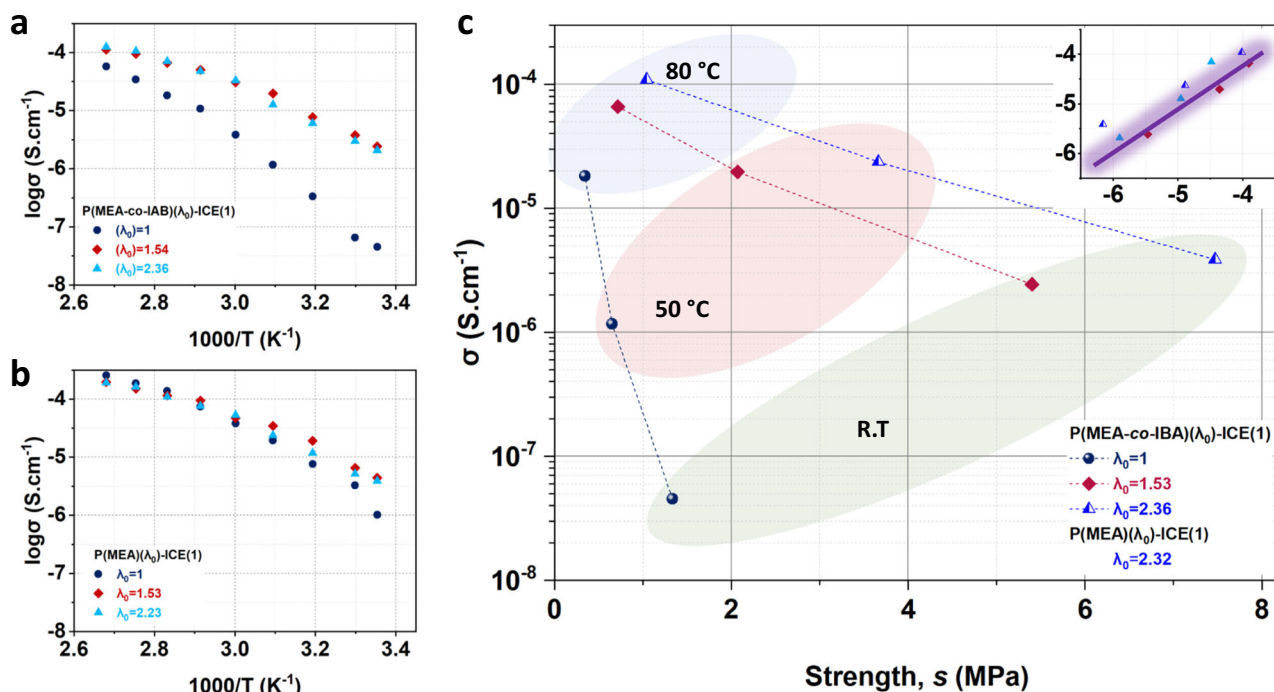 a
-4
-5
-6
-7
-8
logσ (S.cm⁻¹)
P(MEA-co-IAB)(λ₀)-ICE(1)
(λ₀)=1
(λ₀)=1.54
(λ₀)=2.36
2.6 2.8 3.0 3.2 3.4
1000/T (K⁻¹)
b
-4
-5
-6
-7
-8
logσ (S.cm⁻¹)
P(MEA)(λ₀)-ICE(1)
λ₀=1
λ₀=1.53
λ₀=2.23
2.6 2.8 3.0 3.2 3.4
1000/T (K⁻¹)
c
10⁻⁴
10⁻⁵
10⁻⁶
10⁻⁷
10⁻⁸
σ (S.cm⁻¹)
80 °C
50 °C
R.T
-4
-5
-6
-6 -5 -4
P(MEA-co-IBA)(λ₀)-ICE(1)
λ₀=1
λ₀=1.53
λ₀=2.36
P(MEA)(λ₀)-ICE(1)
λ₀=2.32
0 2 4 6 8
Strength, s (MPa)